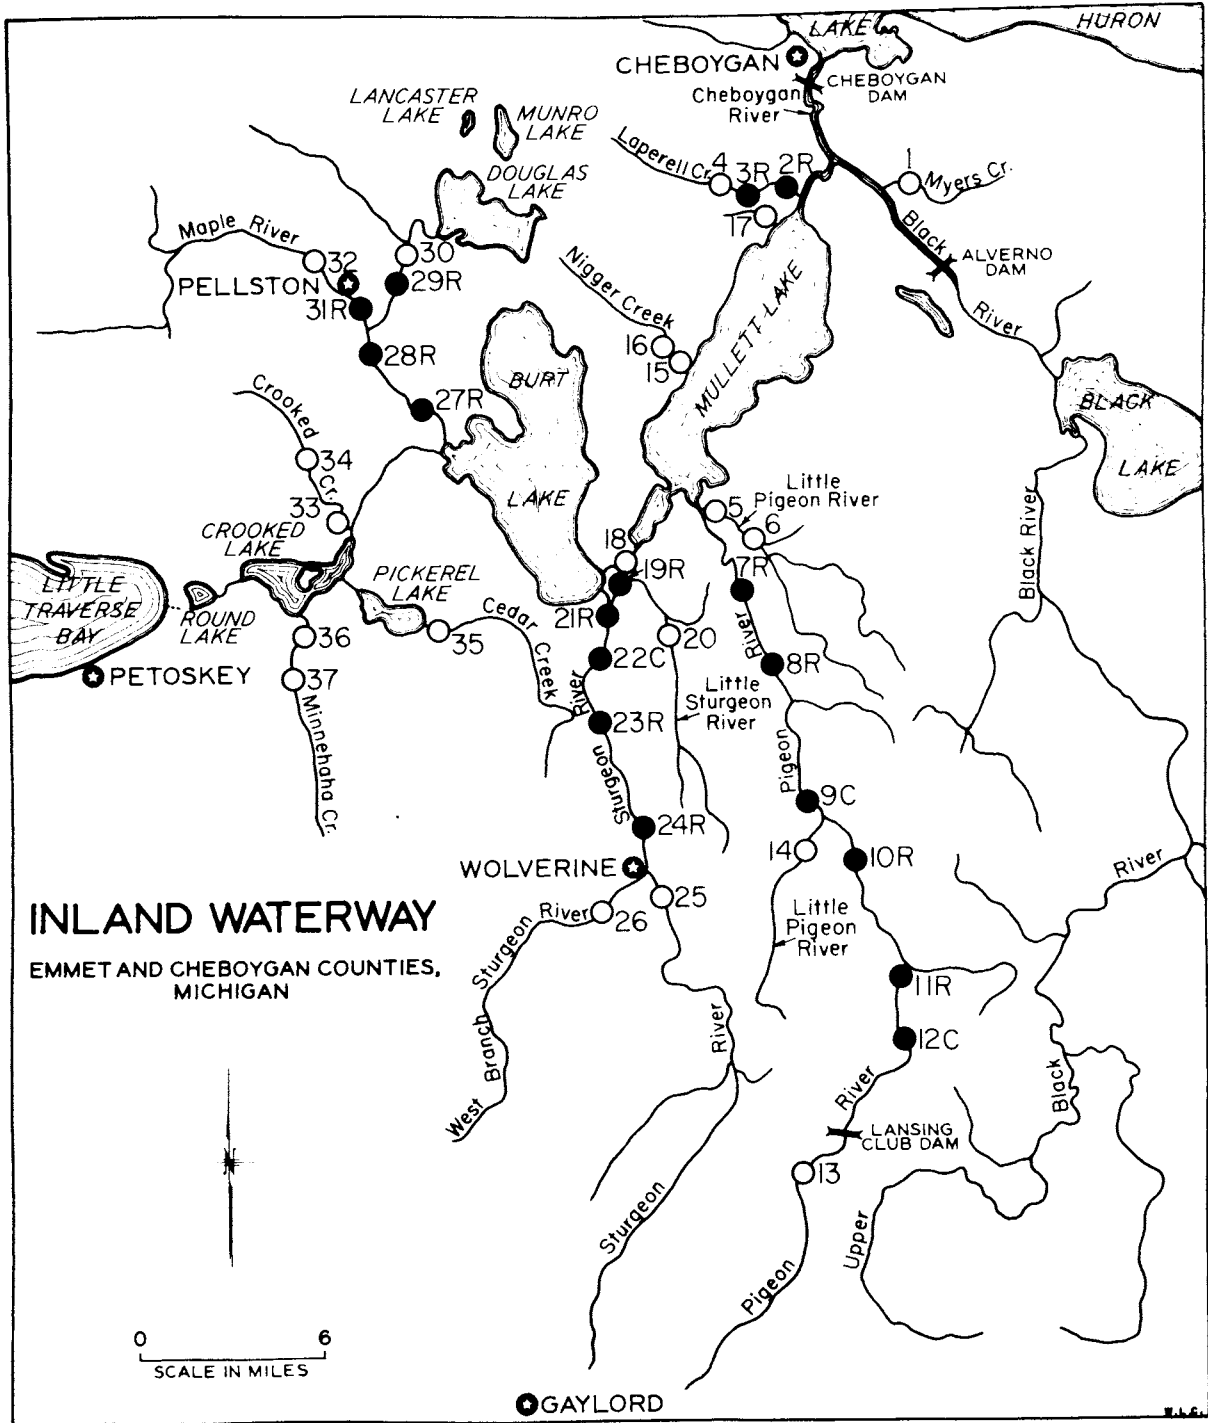 HURON
LAKE
CHEBOYGAN
CHEBOYGAN
DAM
Cheboygan
River
LANCASTER
LAKE
MUNRO
LAKE
DOUGLAS
LAKE
Laperell Cr.
4
3R
2R
17
1
Myers Cr.
Black
River
ALVERNO
DAM
Maple River
32
30
PELLSTON
29R
31R
28R
27R
Nigger Creek
16
15
MULLETT LAKE
BURT
LAKE
BLACK
LAKE
Crooked
Cr.
34
33
CROOKED
LAKE
Little
Pigeon River
5
6
18
19R
7R
Black River
LITTLE
TRAVERSE
BAY
ROUND
LAKE
PICKEREL
LAKE
Cedar
Creek
21R
20
River
36
35
22C
8R
PETOSKEY
37
Minnehaha Cr.
River
23R
Little
Sturgeon
River
Sturgeon
Pigeon
9C
24R
14
10R
River
WOLVERINE
25
26
INLAND WATERWAY
EMMET AND CHEBOYGAN COUNTIES,
MICHIGAN
West Branch Sturgeon River
Little
Pigeon
River
11R
12C
River
River
Black
LANSING
CLUB DAM
13
Sturgeon
Upper
Pigeon
0 6
SCALE IN MILES
GAYLORD